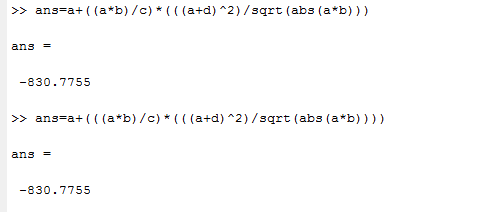 >> ans=a+((a*b)/c)*(((a+d)^2)/sqrt(abs(a*b)))
ans =
-830.7755
>> ans=a+(((a*b)/c)*(((a+d)^2)/sqrt(abs(a*b))))
ans =
-830.7755